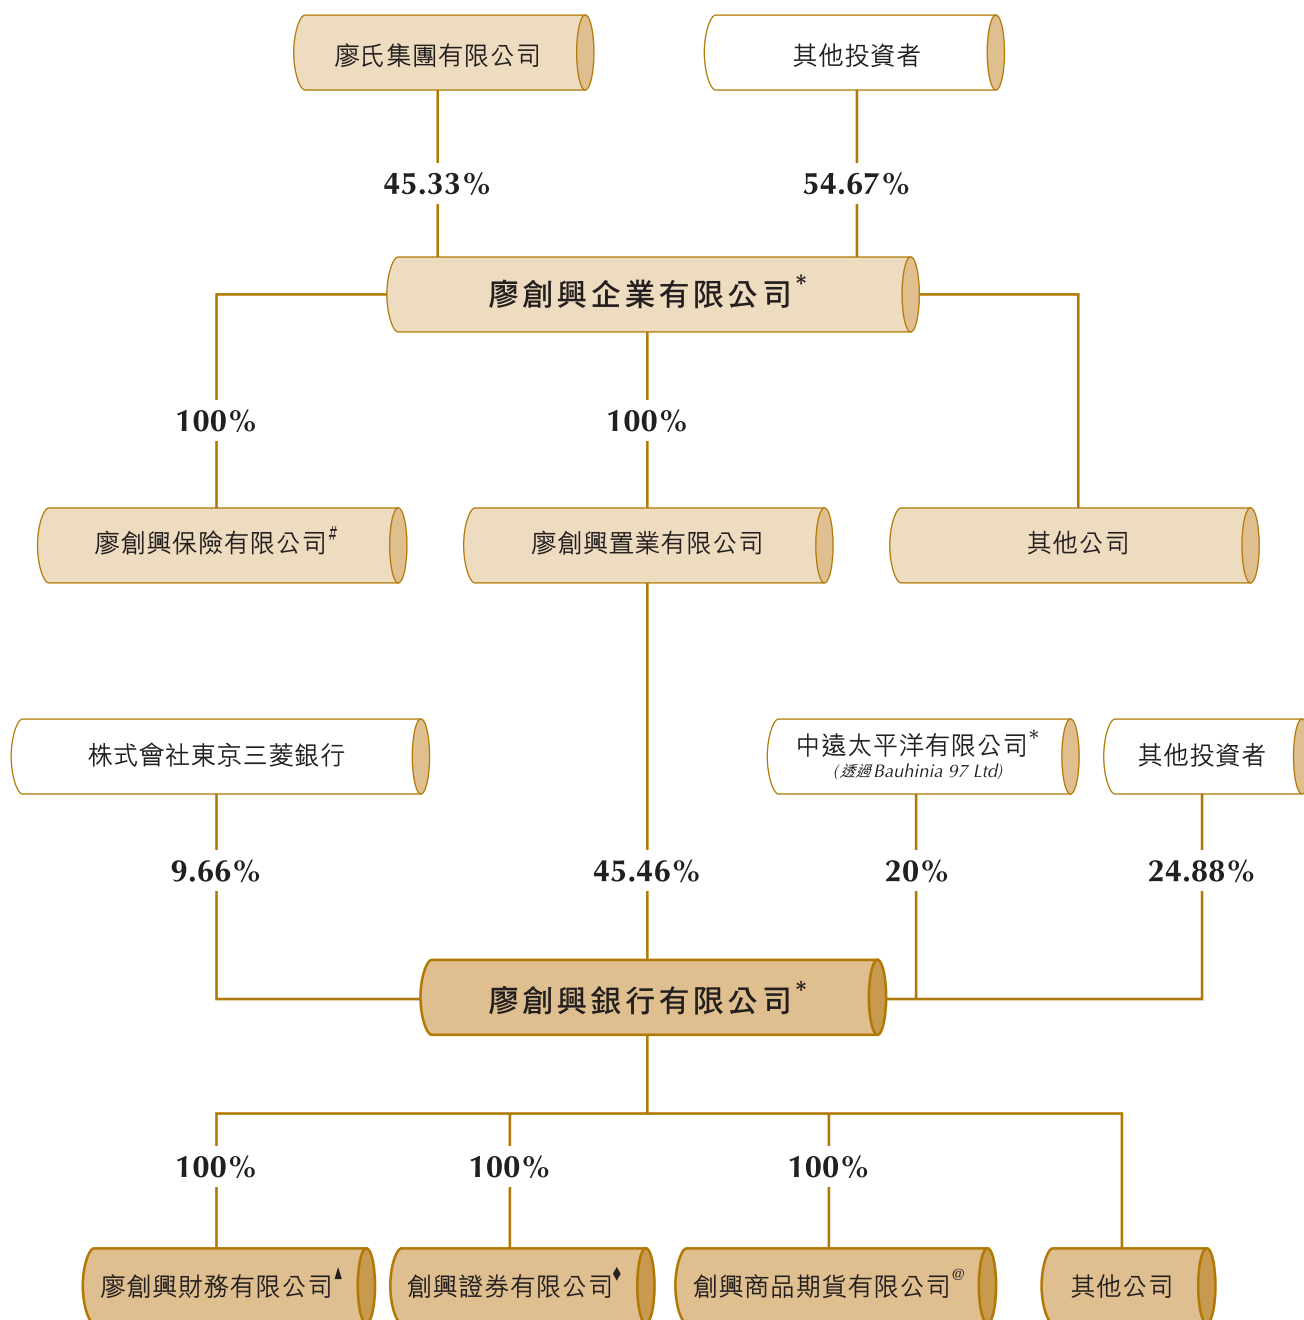 廖氏集團有限公司
其他投資者
45.33%
54.67%
廖創興企業有限公司*
100%
100%
廖創興保險有限公司#
廖創興置業有限公司
其他公司
株式會社東京三菱銀行
中遠太平洋有限公司*
(透過Bauhinia 97 Ltd)
其他投資者
9.66%
45.46%
20%
24.88%
廖創興銀行有限公司*
100%
100%
100%
廖創興財務有限公司▲
創興證券有限公司♦
創興商品期貨有限公司@
其他公司